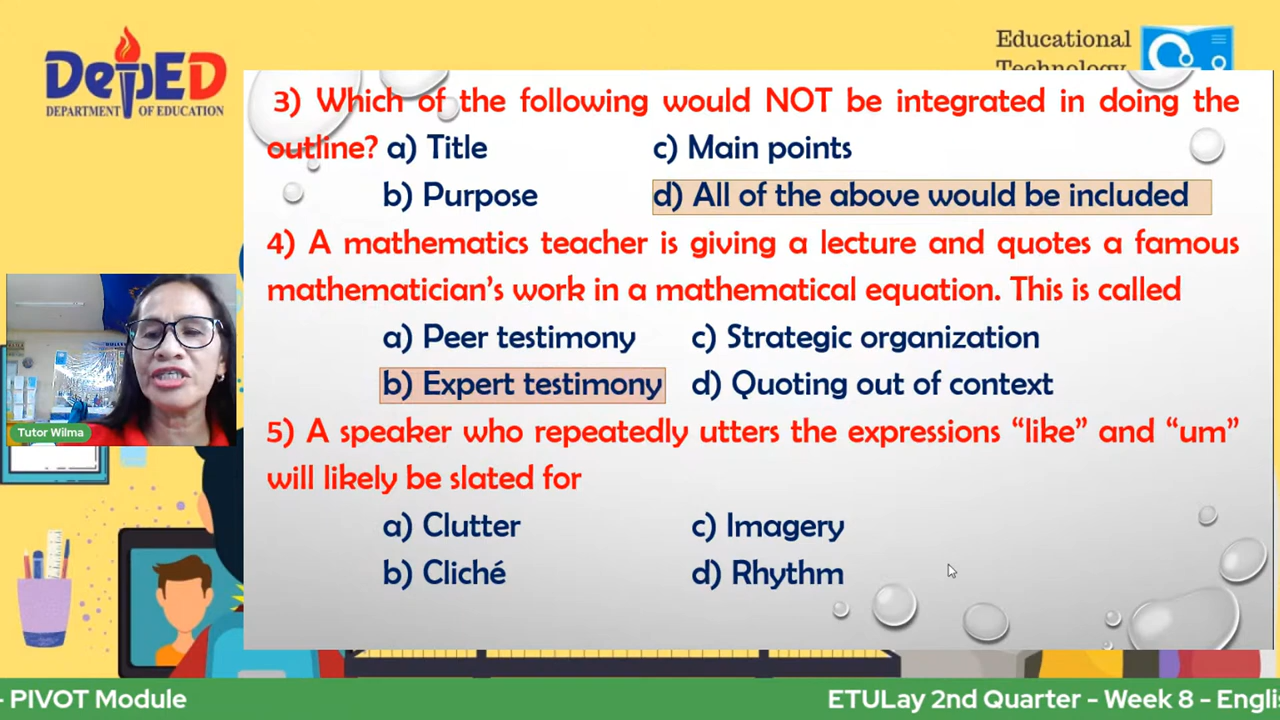 DepED
DEPARTMENT OF EDUCATION
Educational
Technology
3) Which of the following would NOT be integrated in doing the
outline? a) Title c) Main points
b) Purpose d) All of the above would be included
4) A mathematics teacher is giving a lecture and quotes a famous
mathematician’s work in a mathematical equation. This is called
a) Peer testimony c) Strategic organization
b) Expert testimony d) Quoting out of context
5) A speaker who repeatedly utters the expressions “like” and “um”
will likely be slated for
a) Clutter c) Imagery
b) Cliché d) Rhythm
Tutor Wilma
- PIVOT Module ETULay 2nd Quarter - Week 8 - Englis